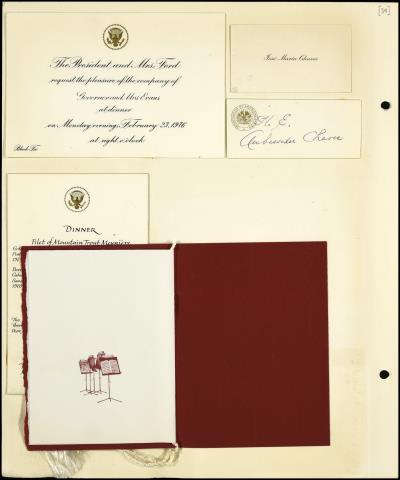 [34]
The President and Mrs. Ford
request the pleasure of the company of
Governor and Mrs. Evans
at dinner
on Monday evening, February 23, 1976
at eight o'clock
Black Tie
José Maria Chaves
H. E.
Ambassador Chaves
DINNER
Filet of Mountain Trout Meunière